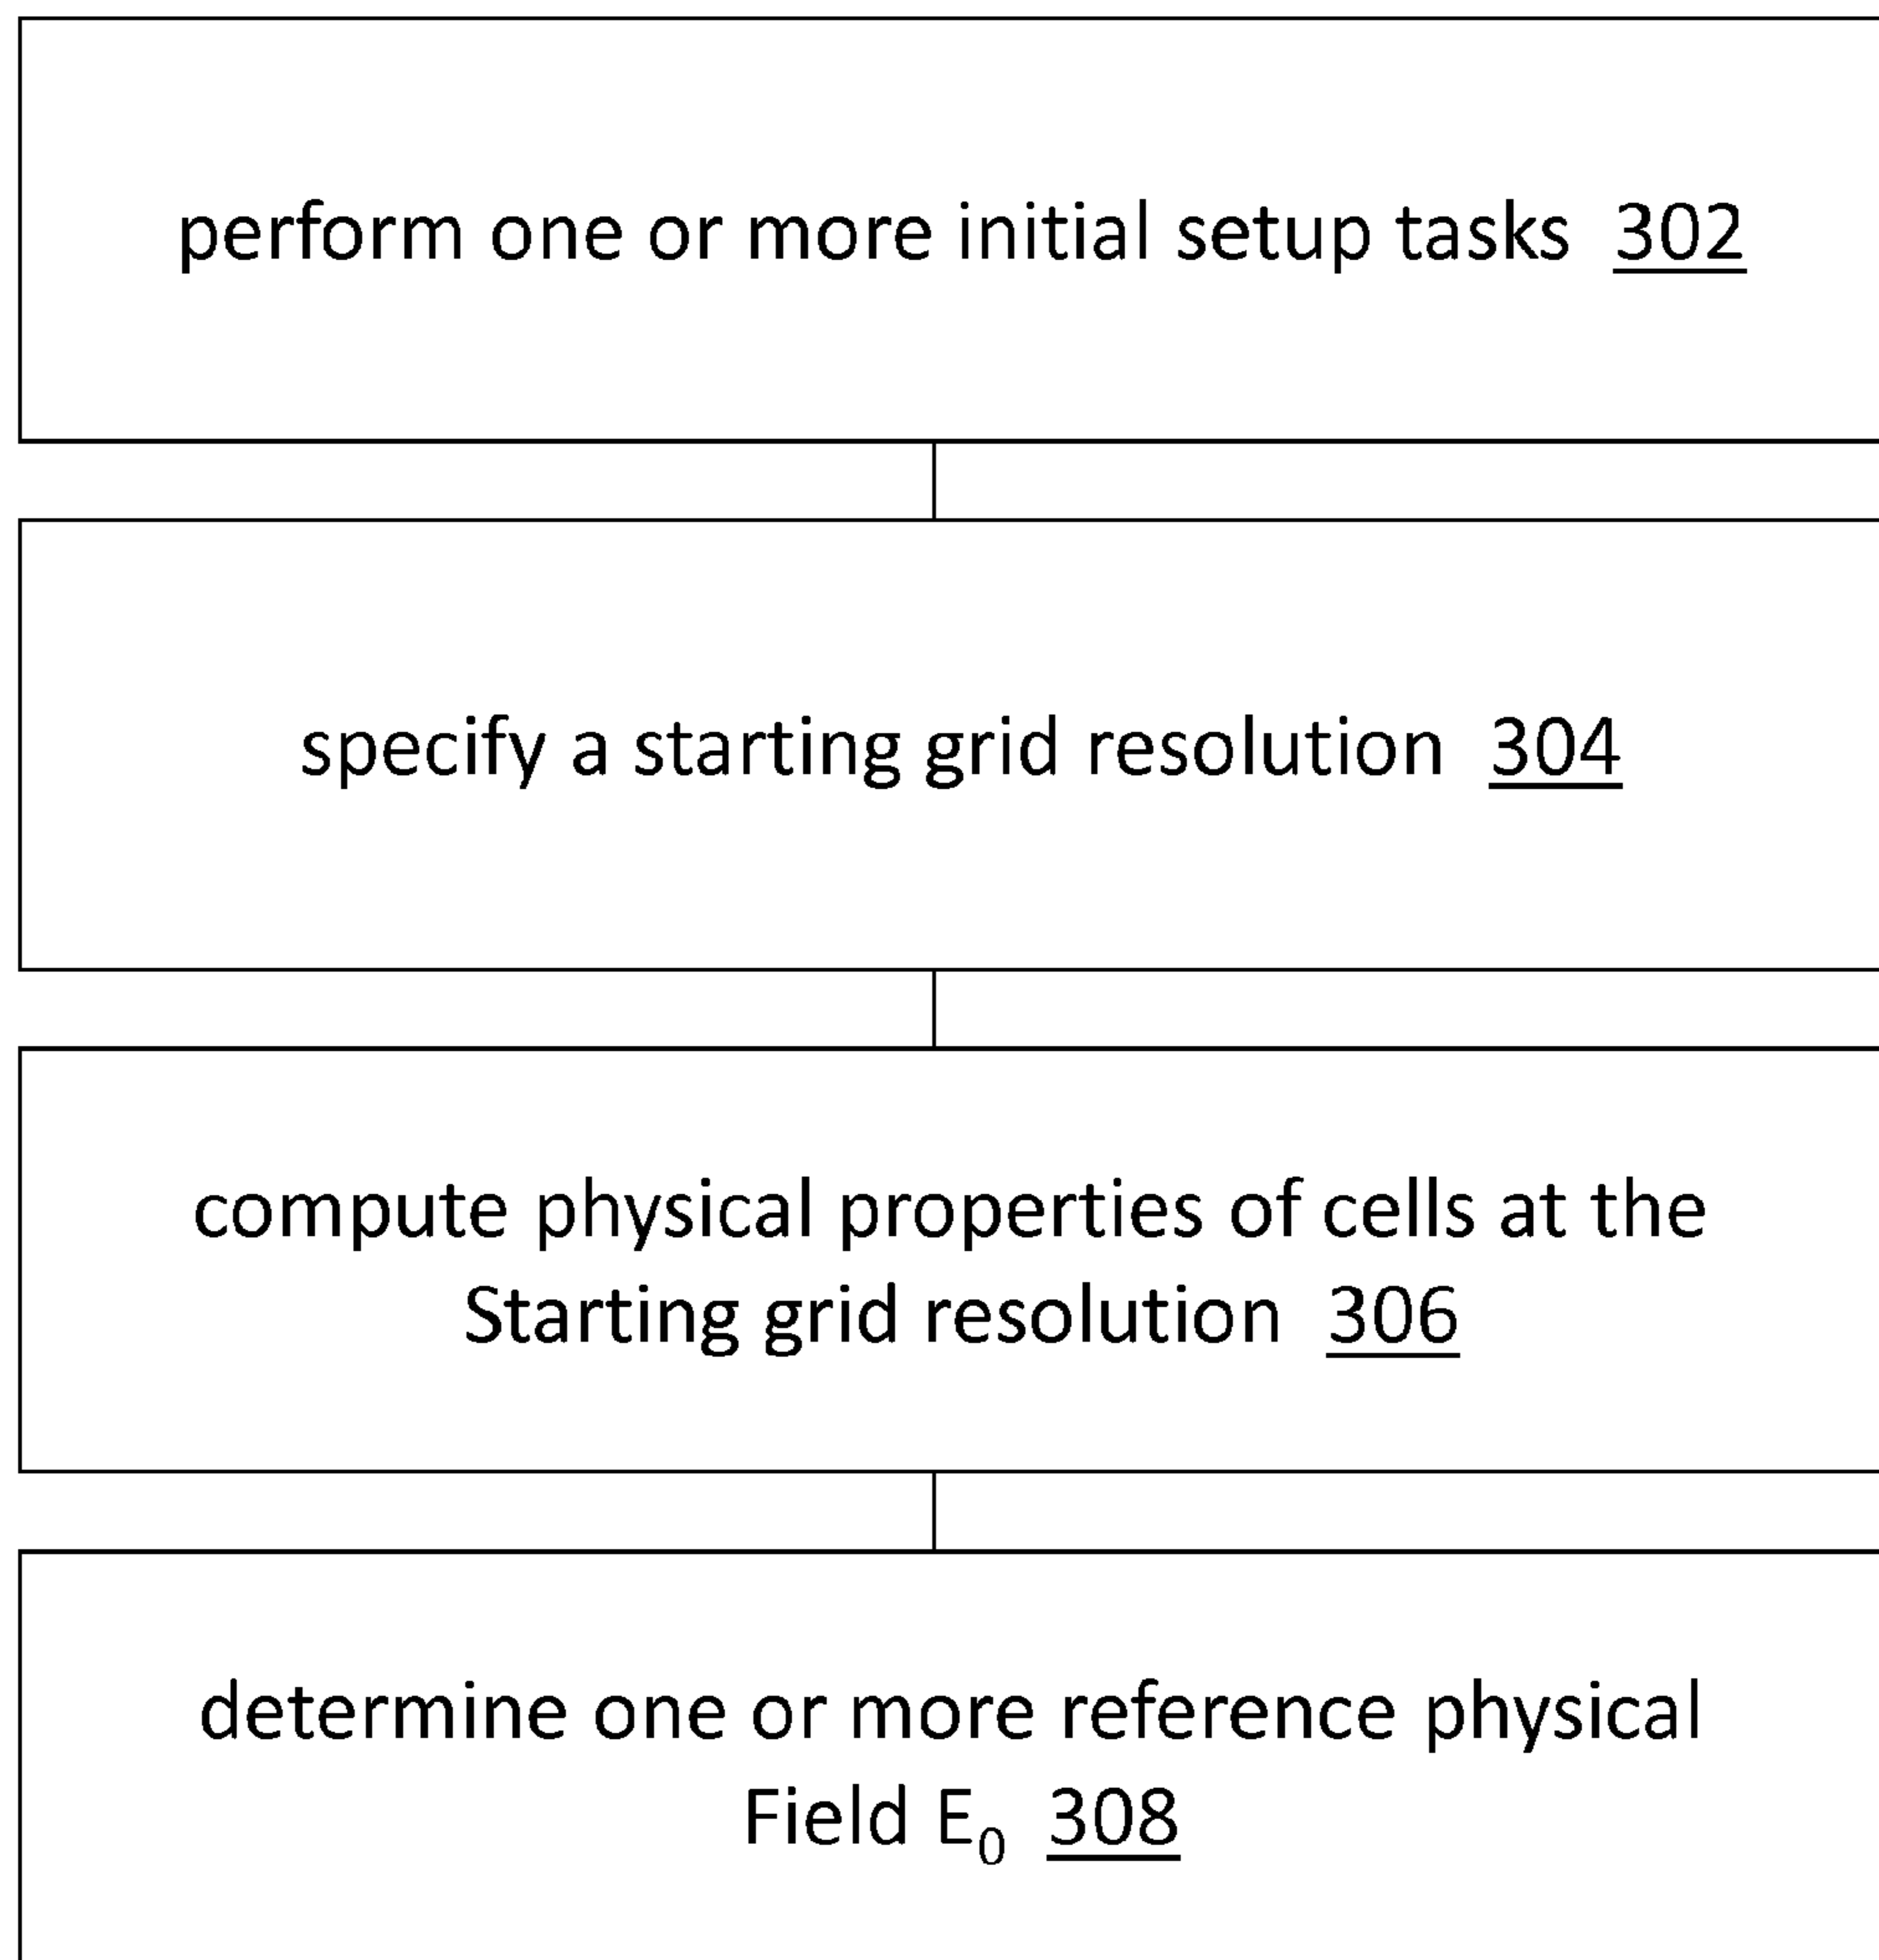 perform one or more initial setup tasks 302
specify a starting grid resolution 304
compute physical properties of cells at the
Starting grid resolution 306
determine one or more reference physical
Field E₀ 308